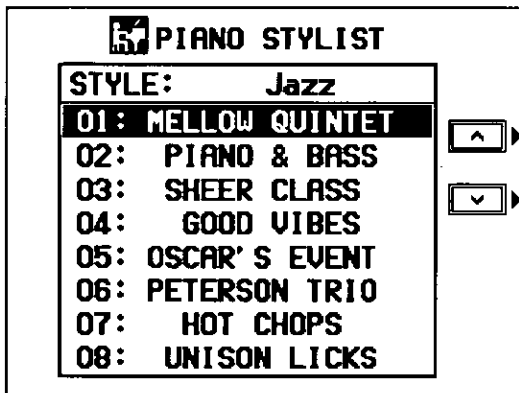 PIANO STYLIST
STYLE: Jazz
01: MELLOW QUINTET
02: PIANO & BASS
03: SHEER CLASS
04: GOOD VIBES
05: OSCAR'S EVENT
06: PETERSON TRIO
07: HOT CHOPS
08: UNISON LICKS